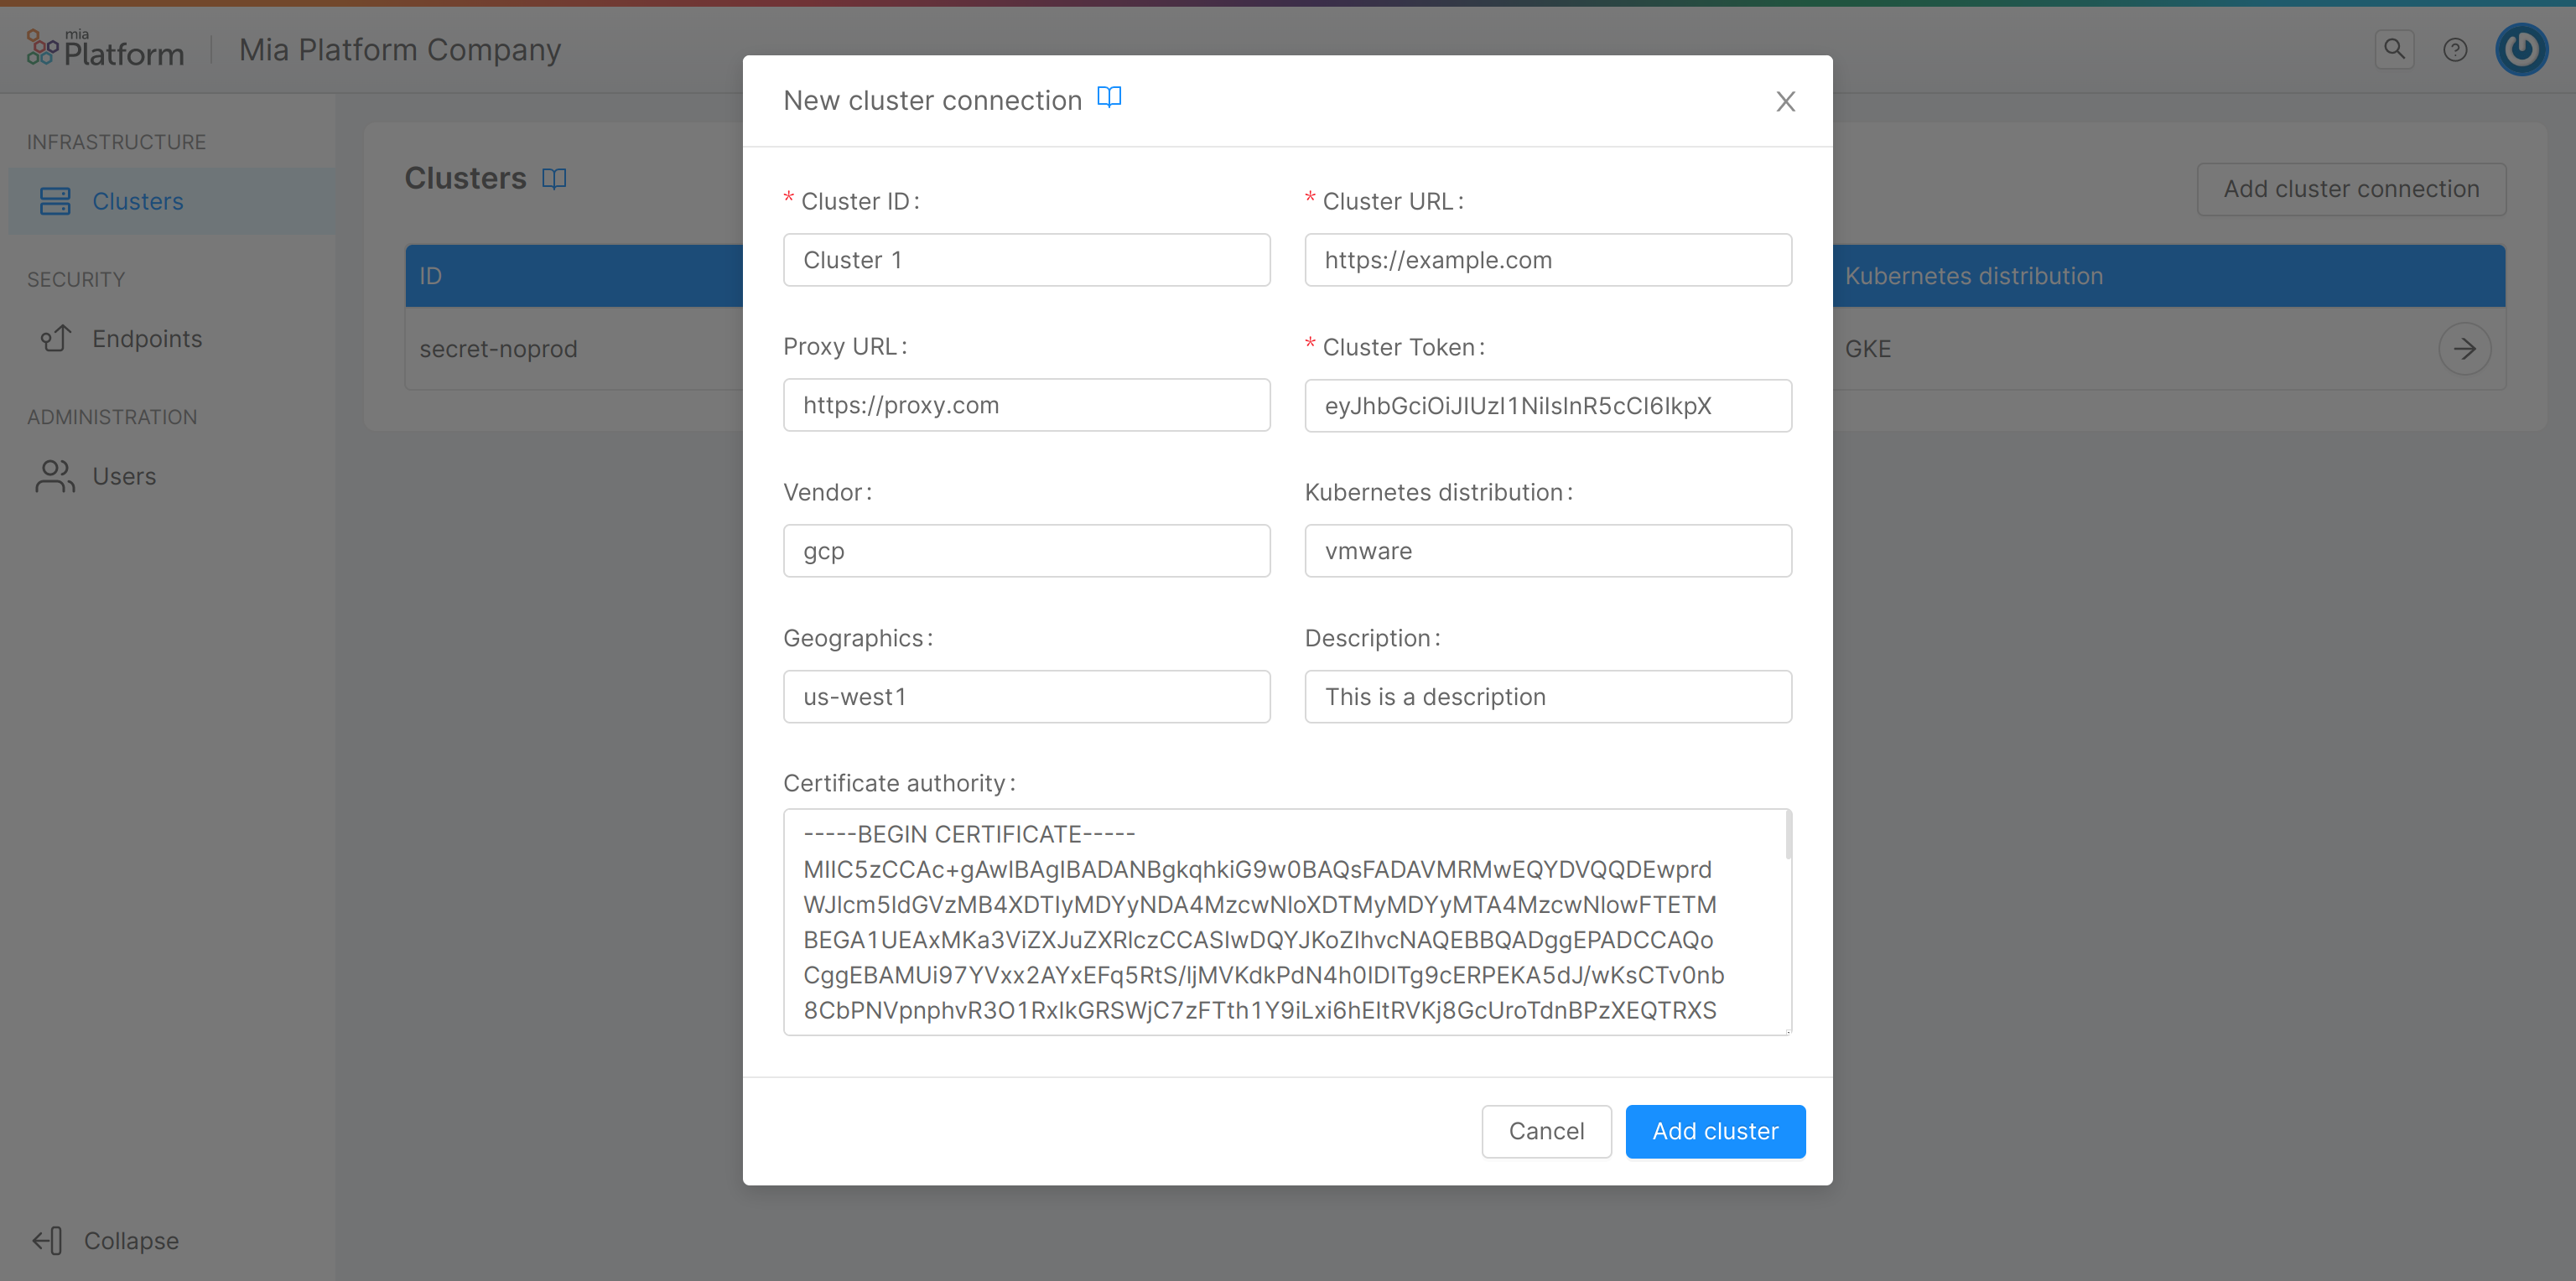 mia
Platform
Mia Platform Company
INFRASTRUCTURE
Clusters
SECURITY
Endpoints
ADMINISTRATION
Users
Collapse
Clusters
Add cluster connection
ID
Kubernetes distribution
secret-noprod
GKE
New cluster connection
* Cluster ID:
Cluster 1
* Cluster URL:
https://example.com
Proxy URL:
https://proxy.com
* Cluster Token:
eyJhbGciOiJIUzI1NiIsInR5cCI6IkpX
Vendor:
gcp
Kubernetes distribution:
vmware
Geographics:
us-west1
Description:
This is a description
Certificate authority:
-----BEGIN CERTIFICATE-----
MIIC5zCCAc+gAwIBAgIBADANBgkqhkiG9w0BAQsFADAVMRMwEQYDVQQDEwprd
WJlcm5ldGVzMB4XDTIyMDYyNDA4MzcwNloXDTMyMDYyMTA4MzcwNlowFTETM
BEGA1UEAxMKa3ViZXJuZXRlczCCASIwDQYJKoZIhvcNAQEBBQADggEPADCCAQo
CggEBAMUi97YVxx2AYxEFq5RtS/ljMVKdkPdN4h0IDITg9cERPEKA5dJ/wKsCTv0nb
8CbPNVpnphvR3O1RxIkGRSWjC7zFTth1Y9iLxi6hEltRVKj8GcUroTdnBPzXEQTRXS
Cancel
Add cluster